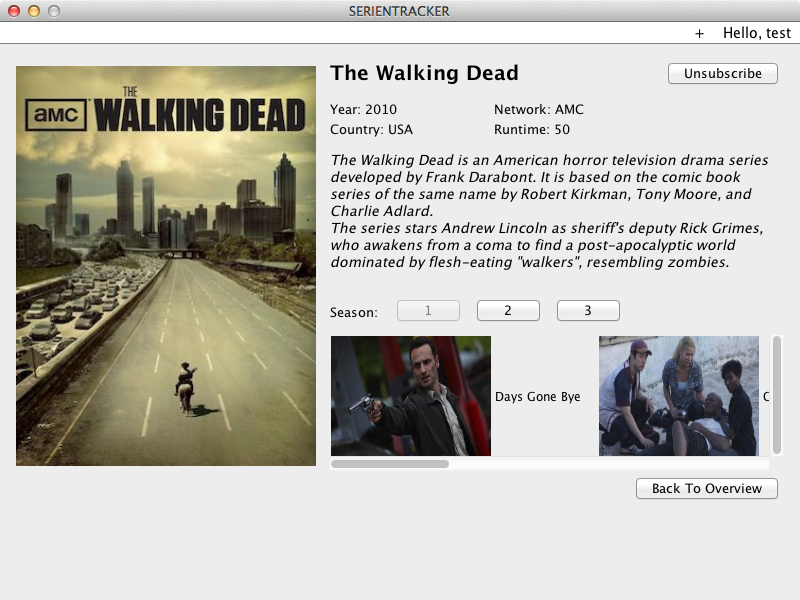 SERIENTRACKER
+ Hello, test
THE
aMC WALKING DEAD
The Walking Dead
Unsubscribe
Year: 2010
Network: AMC
Country: USA
Runtime: 50
The Walking Dead is an American horror television drama series
developed by Frank Darabont. It is based on the comic book
series of the same name by Robert Kirkman, Tony Moore, and
Charlie Adlard.
The series stars Andrew Lincoln as sheriff's deputy Rick Grimes,
who awakens from a coma to find a post-apocalyptic world
dominated by flesh-eating "walkers", resembling zombies.
Season: 1 2 3
Days Gone Bye
Back To Overview